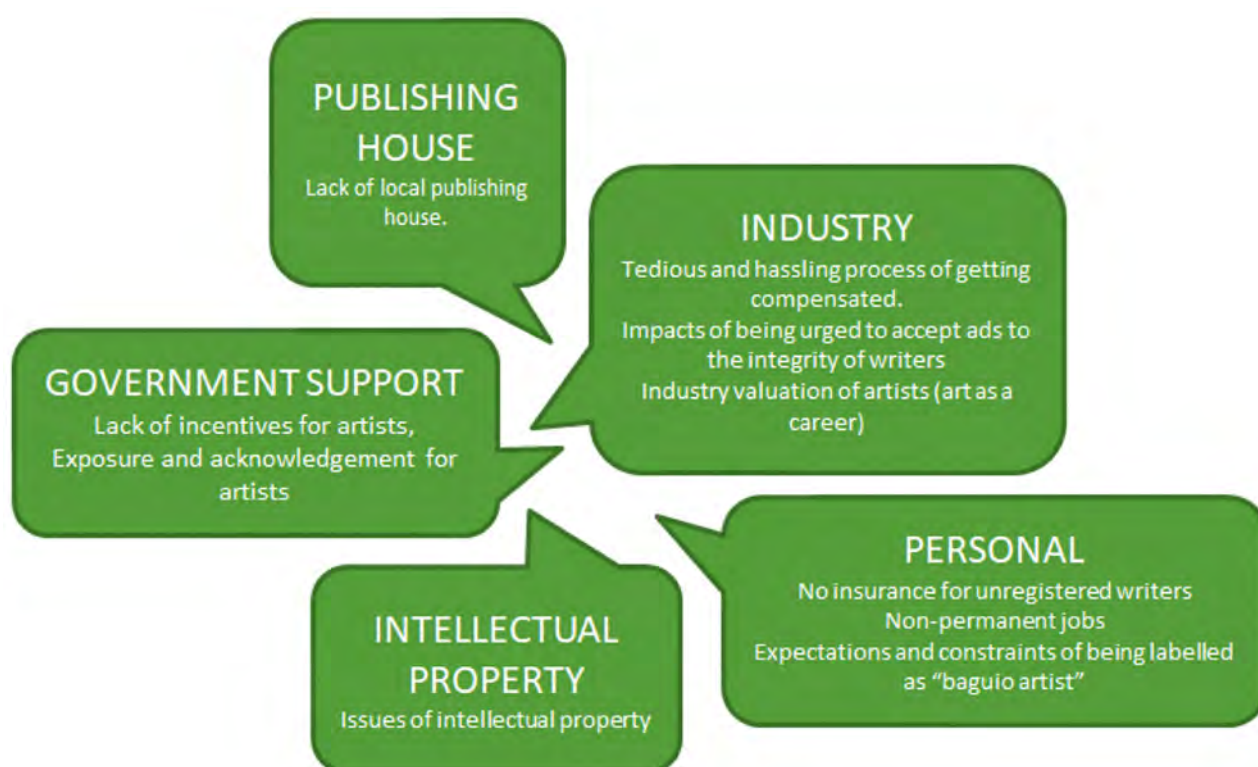 PUBLISHING
HOUSE
Lack of local publishing
house.
INDUSTRY
Tedious and hassling process of getting
compensated.
Impacts of being urged to accept ads to
the integrity of writers
Industry valuation of artists (art as a
career)
GOVERNMENT SUPPORT
Lack of incentives for artists,
Exposure and acknowledgement for
artists
PERSONAL
No insurance for unregistered writers
Non-permanent jobs
Expectations and constraints of being labelled
as “baguio artist”
INTELLECTUAL
PROPERTY
Issues of intellectual property